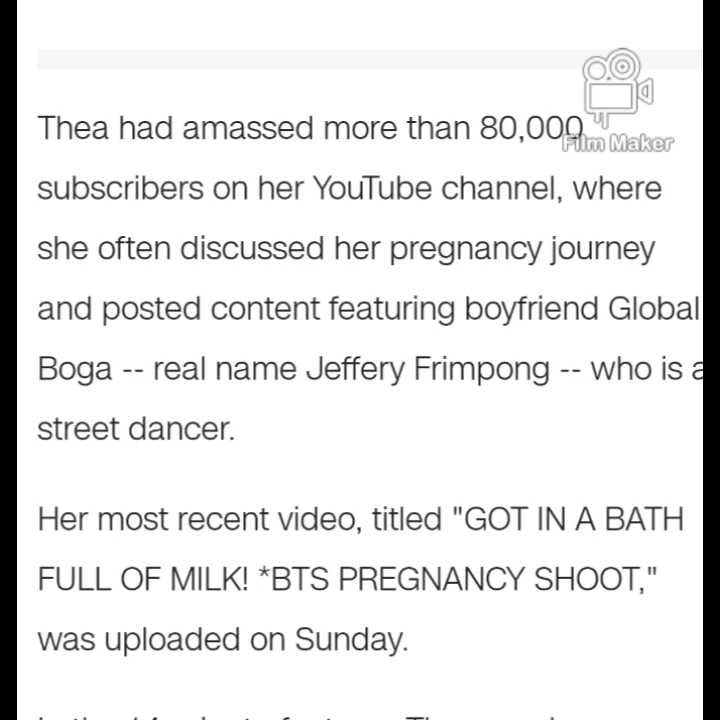 Thea had amassed more than 80,000
Film Maker
subscribers on her YouTube channel, where
she often discussed her pregnancy journey
and posted content featuring boyfriend Global
Boga -- real name Jeffery Frimpong -- who is a
street dancer.
Her most recent video, titled "GOT IN A BATH
FULL OF MILK! *BTS PREGNANCY SHOOT,"
was uploaded on Sunday.